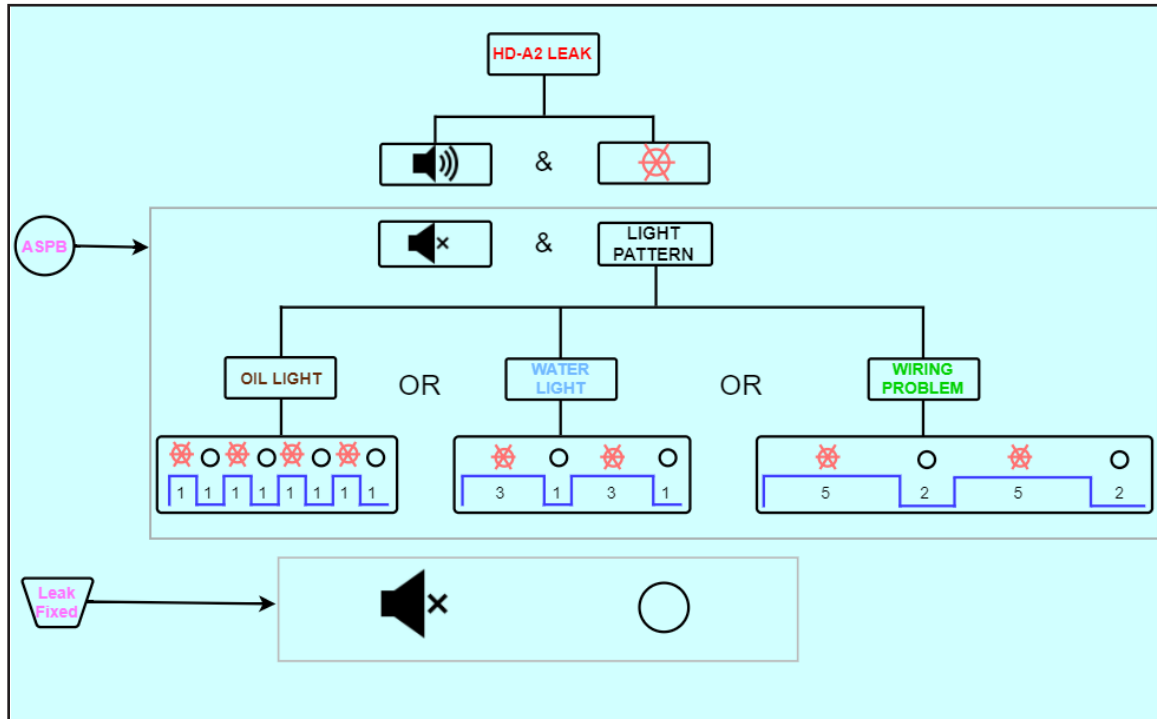 HD-A2 LEAK
&
ASPB
&
LIGHT
PATTERN
OIL LIGHT
OR
WATER
LIGHT
OR
WIRING
PROBLEM
1 1 1 1 1 1 1 1
3 1 3 1
5 2 5 2
Leak
Fixed